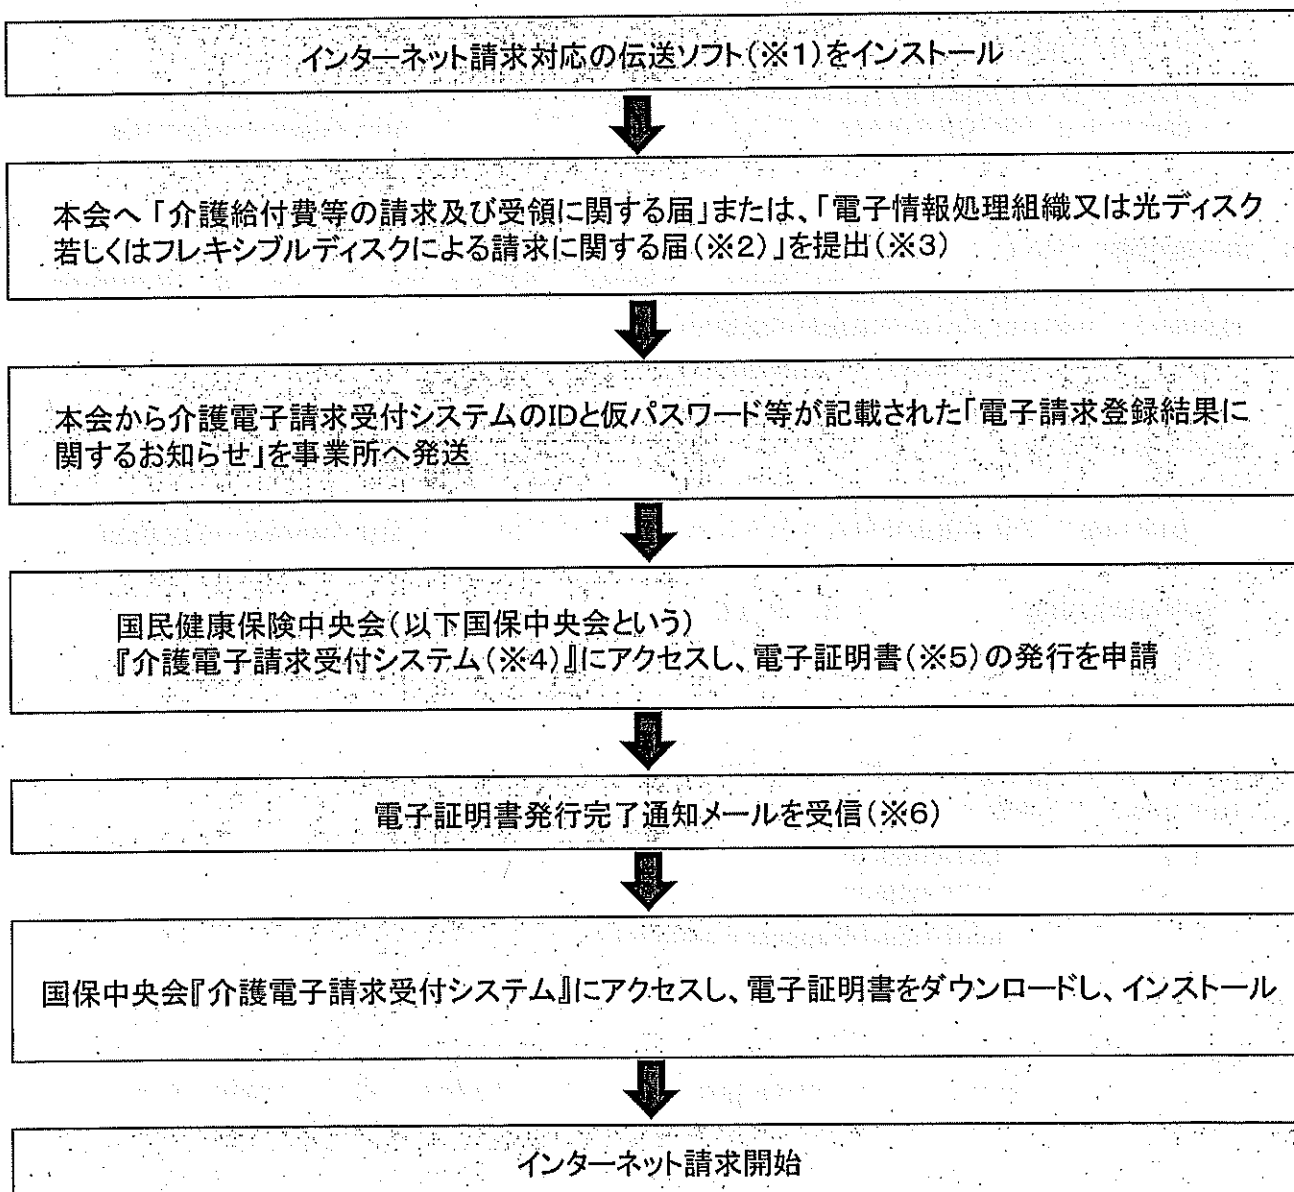 インターネット請求対応の伝送ソフト(※1)をインストール
本会へ「介護給付費等の請求及び受領に関する届」または、「電子情報処理組織又は光ディスク
若しくはフレキシブルディスクによる請求に関する届(※2)」を提出(※3)
本会から介護電子請求受付システムのIDと仮パスワード等が記載された「電子請求登録結果に
関するお知らせ」を事業所へ発送
国民健康保険中央会(以下国保中央会という)
『介護電子請求受付システム(※4)』にアクセスし、電子証明書(※5)の発行を申請
電子証明書発行完了通知メールを受信(※6)
国保中央会『介護電子請求受付システム』にアクセスし、電子証明書をダウンロードし、インストール
インターネット請求開始